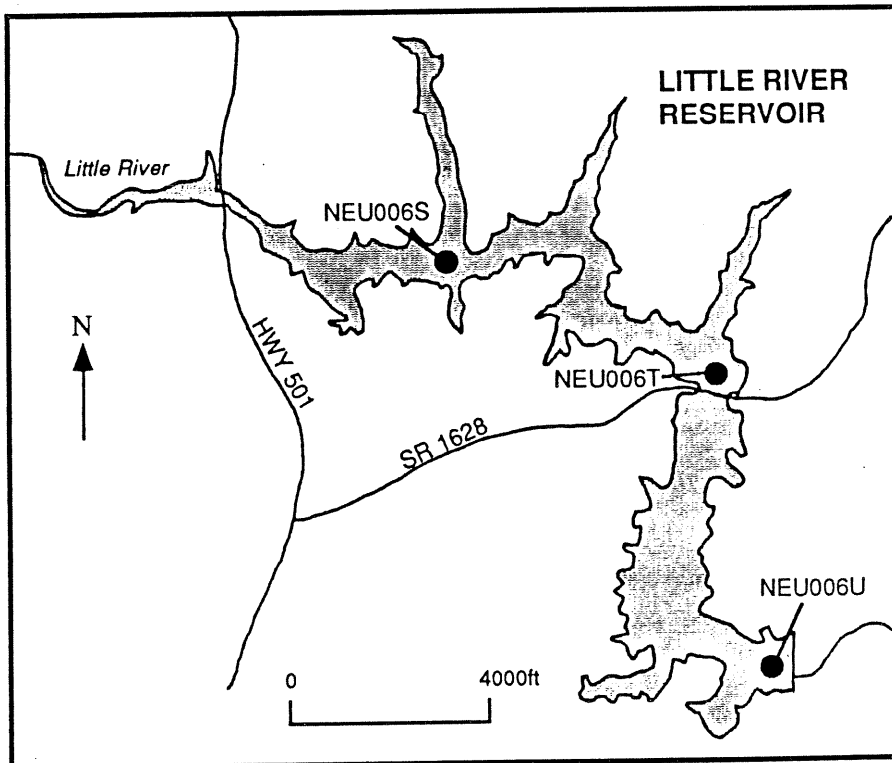 LITTLE RIVER
RESERVOIR
Little River
NEU006S
N
HWY 501
NEU006T
SR 1628
NEU006U
0 4000ft